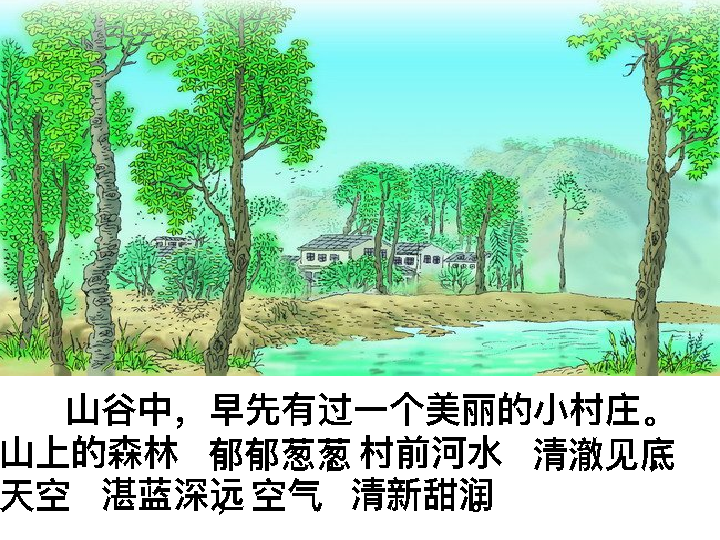 山谷中，早先有过一个美丽的小村庄。
山上的森林 郁郁葱葱，村前河水 清澈见底，
天空 湛蓝深远，空气 清新甜润。